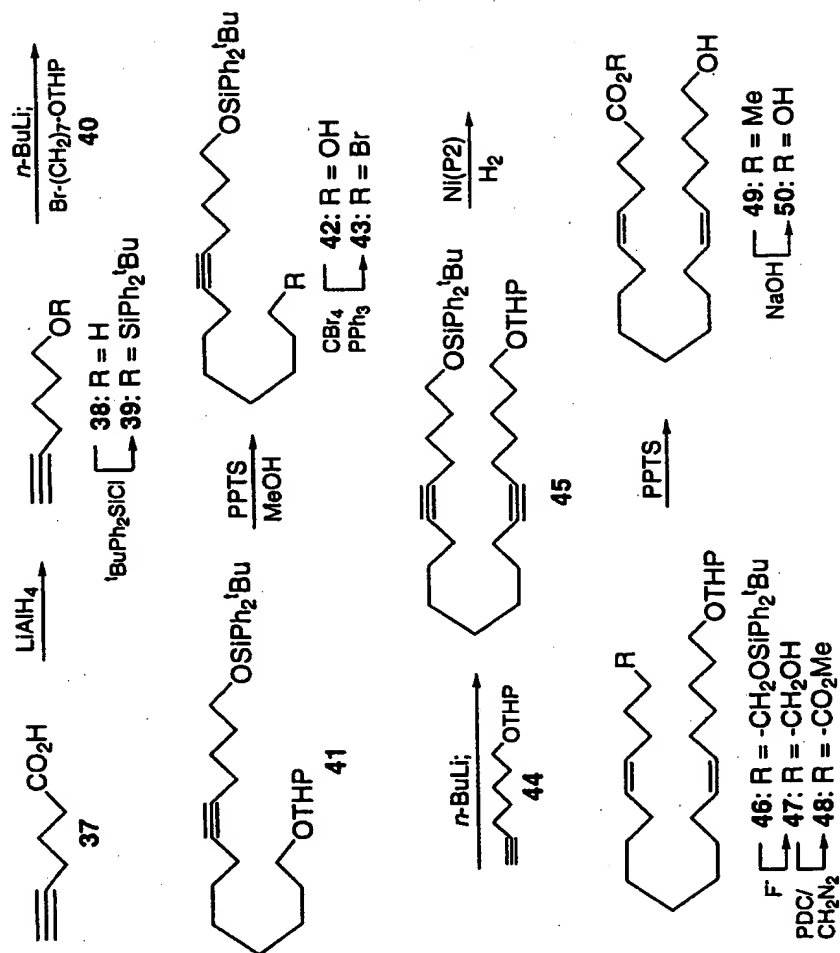 CO2H
37
LiAlH4
OR
38: R = H
39: R = SiPh2tBu
tBuPh2SiCl
n-BuLi;
Br-(CH2)7-OTHP
40
OSiPh2tBu
OTHP
41
PPTS
MeOH
OSiPh2tBu
R
CBr4
PPh3
42: R = OH
43: R = Br
n-BuLi;
OTHP
44
OSiPh2tBu
OTHP
45
Ni(P2)
H2
R
OTHP
F-
PDC/
CH2N2
46: R = -CH2OSiPh2tBu
47: R = -CH2OH
48: R = -CO2Me
PPTS
CO2R
OH
NaOH
49: R = Me
50: R = OH